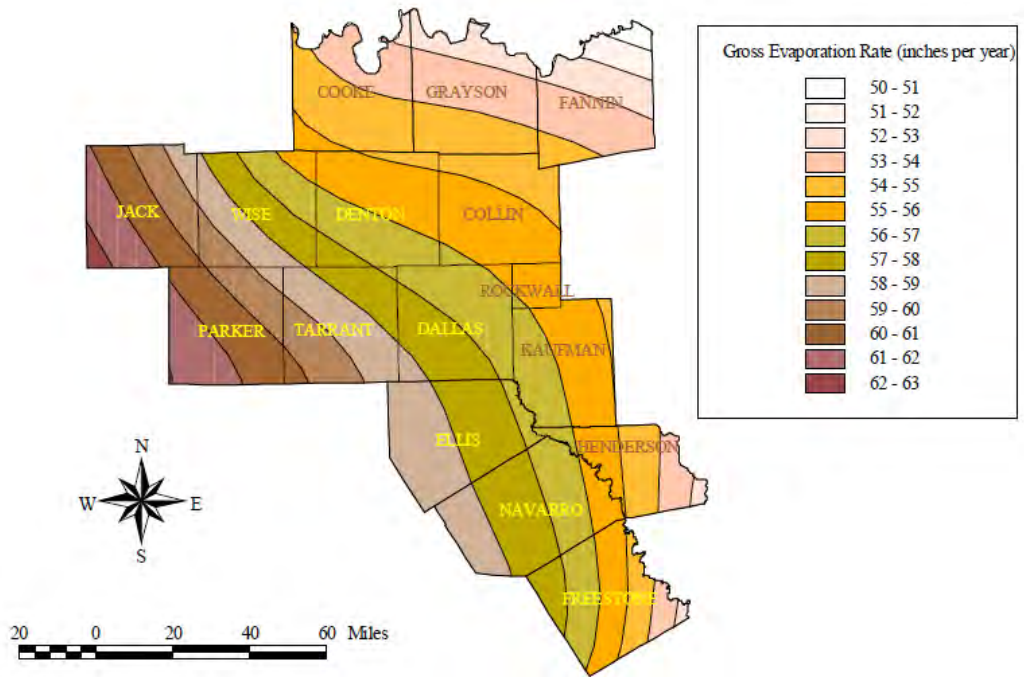 COOKE
GRAYSON
FANNIN
JACK
WISE
DENTON
COLLIN
ROCKWALL
PARKER
TARRANT
DALLAS
KAUFMAN
ELLIS
HENDERSON
NAVARRO
FREESTONE
Gross Evaporation Rate (inches per year)
50 - 51
51 - 52
52 - 53
53 - 54
54 - 55
55 - 56
56 - 57
57 - 58
58 - 59
59 - 60
60 - 61
61 - 62
62 - 63
N
W E
S
20 0 20 40 60 Miles